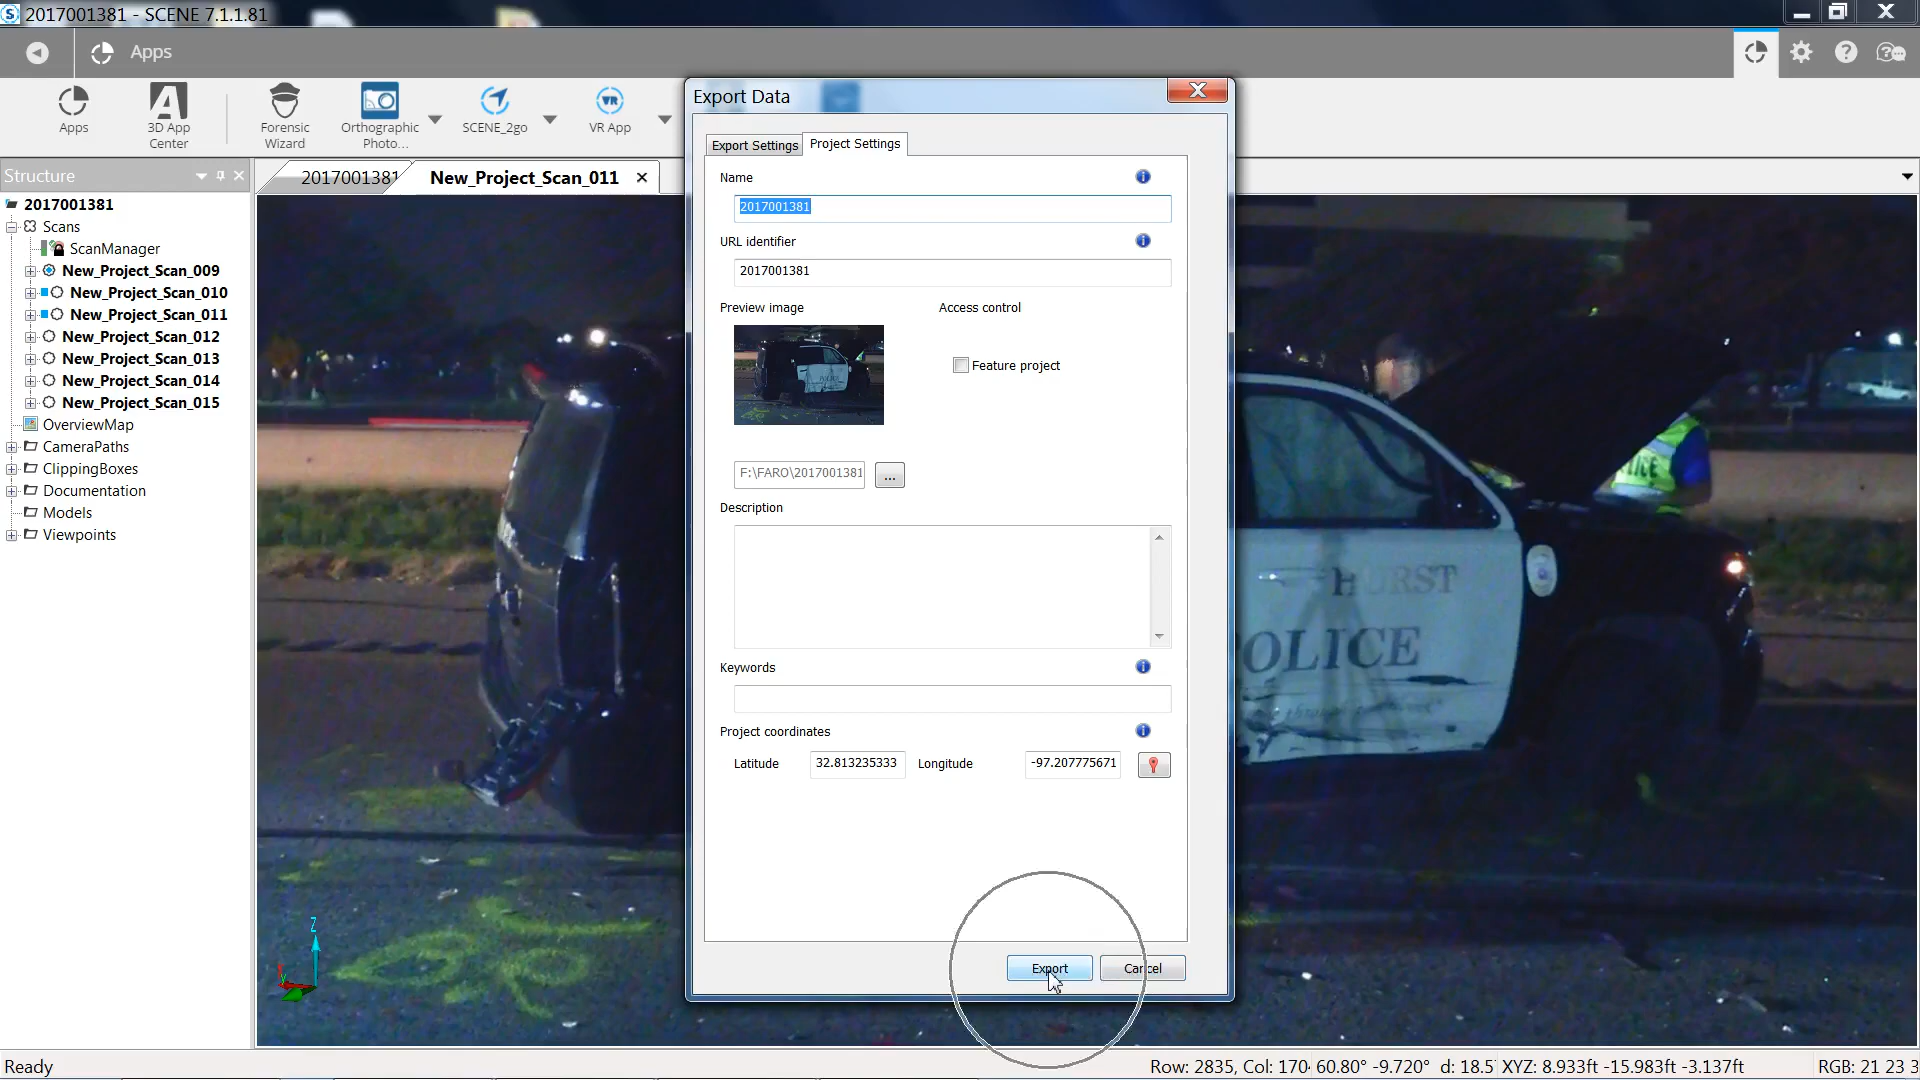 2017001381 - SCENE 7.1.1.81
Apps
Apps
3D App Center
Forensic Wizard
Orthographic Photo...
SCENE_2go
VR App
VR
Structure
2017001381
Scans
ScanManager
New_Project_Scan_009
New_Project_Scan_010
New_Project_Scan_011
New_Project_Scan_012
New_Project_Scan_013
New_Project_Scan_014
New_Project_Scan_015
OverviewMap
CameraPaths
ClippingBoxes
Documentation
Models
Viewpoints
2017001381
New_Project_Scan_011
Export Data
Export Settings
Project Settings
Name
2017001381
URL identifier
2017001381
Preview image
Access control
Feature project
F:\FARO\2017001381
...
Description
Keywords
Project coordinates
Latitude
32.813235333
Longitude
-97.207775671
Export
Cancel
HURST
OLICE
Z
Ready
Row: 2835, Col: 170
60.80° -9.720°
d: 18.5
XYZ: 8.933ft -15.983ft -3.137ft
RGB: 21 23 3